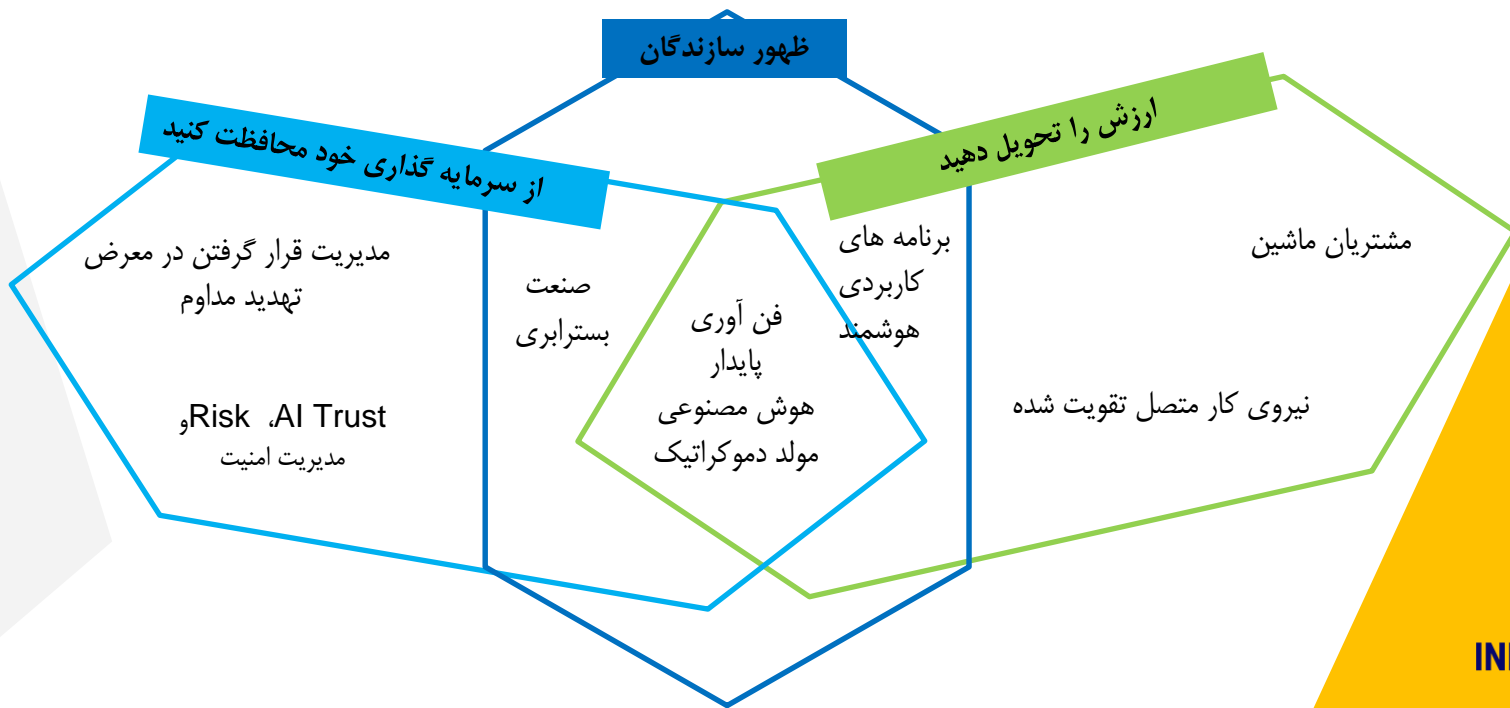 ظهور سازندگان
ارزش را تحویل دهید
از سرمایه گذاری خود محافظت کنید
مشتریان ماشین
نیروی کار متصل تقویت شده
برنامه های
کاربردی
هوشمند
فن آوری
پایدار
هوش مصنوعی
مولد دموکراتیک
صنعت
بسترابری
مدیریت قرار گرفتن در معرض
تهدید مداوم
AI Trust، Riskو
مدیریت امنیت